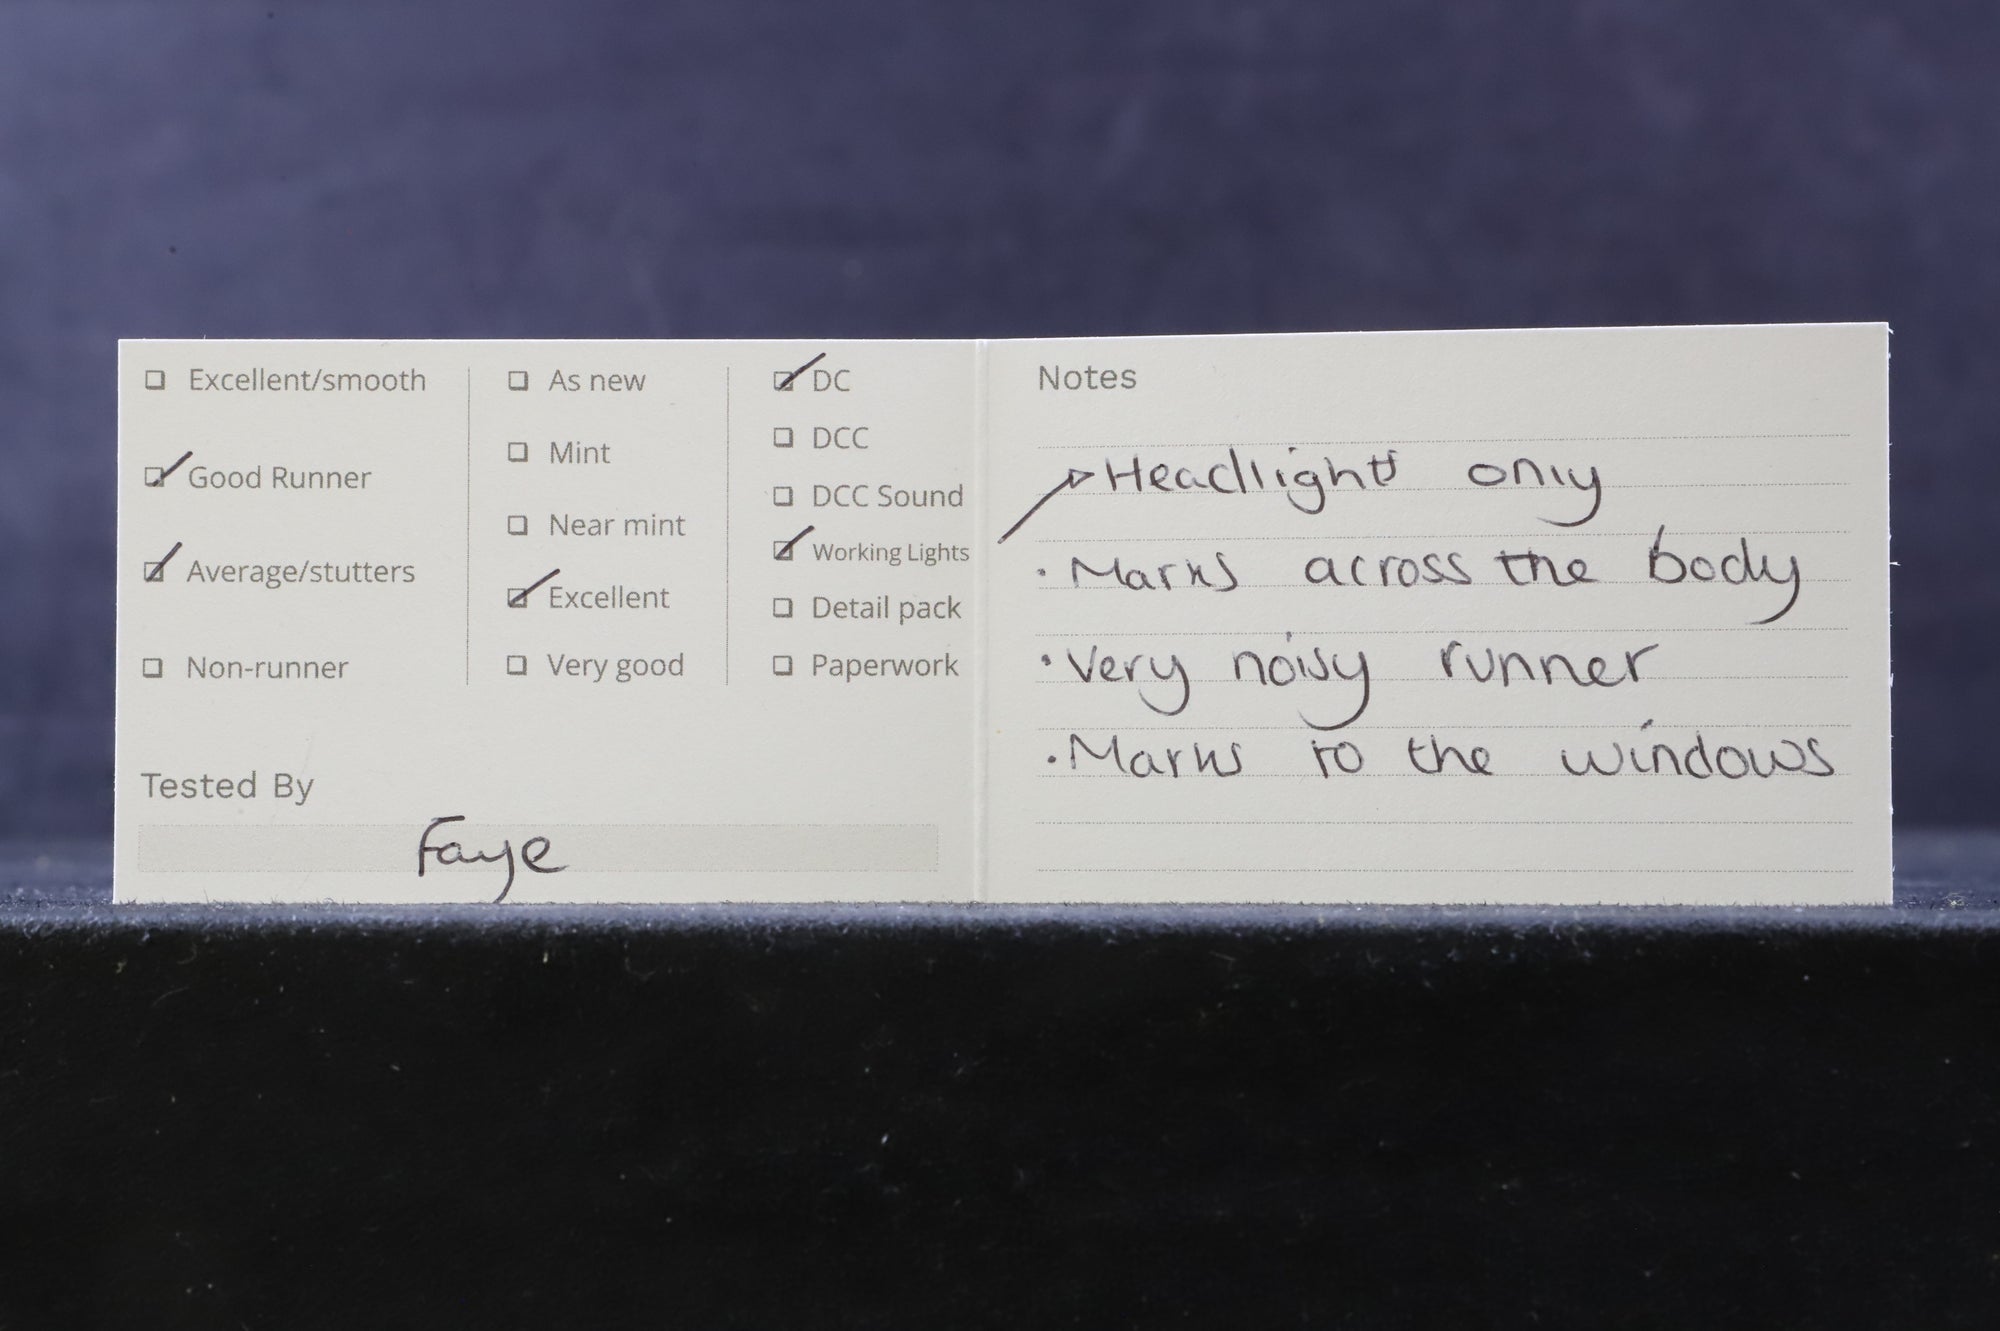 Excellent/smooth
Good Runner
Average/stutters
Non-runner
As new
Mint
Near mint
Excellent
Very good
DC
DCC
DCC Sound
Working Lights
Detail pack
Paperwork
Tested By
Faye
Notes
Headlights only
· Marks across the body
· Very noisy runner
· Marks to the windows